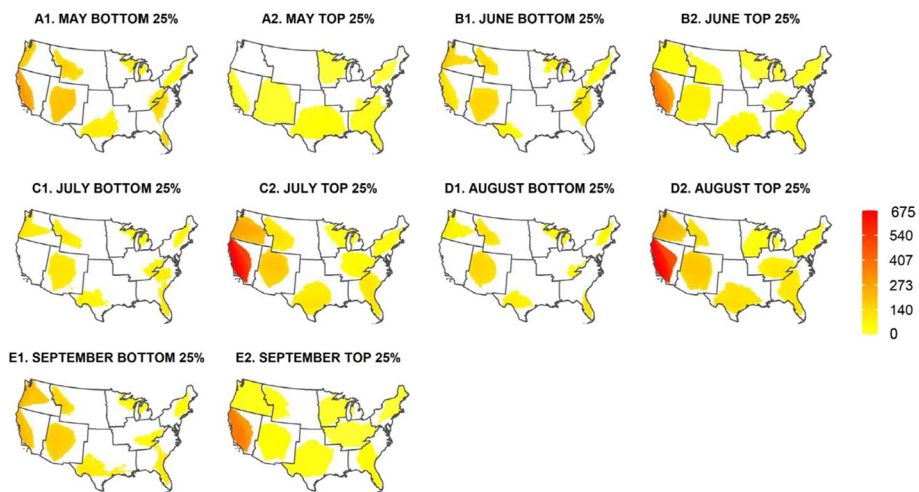 A1. MAY BOTTOM 25%
A2. MAY TOP 25%
B1. JUNE BOTTOM 25%
B2. JUNE TOP 25%
C1. JULY BOTTOM 25%
C2. JULY TOP 25%
D1. AUGUST BOTTOM 25%
D2. AUGUST TOP 25%
675
540
407
273
140
0
E1. SEPTEMBER BOTTOM 25%
E2. SEPTEMBER TOP 25%